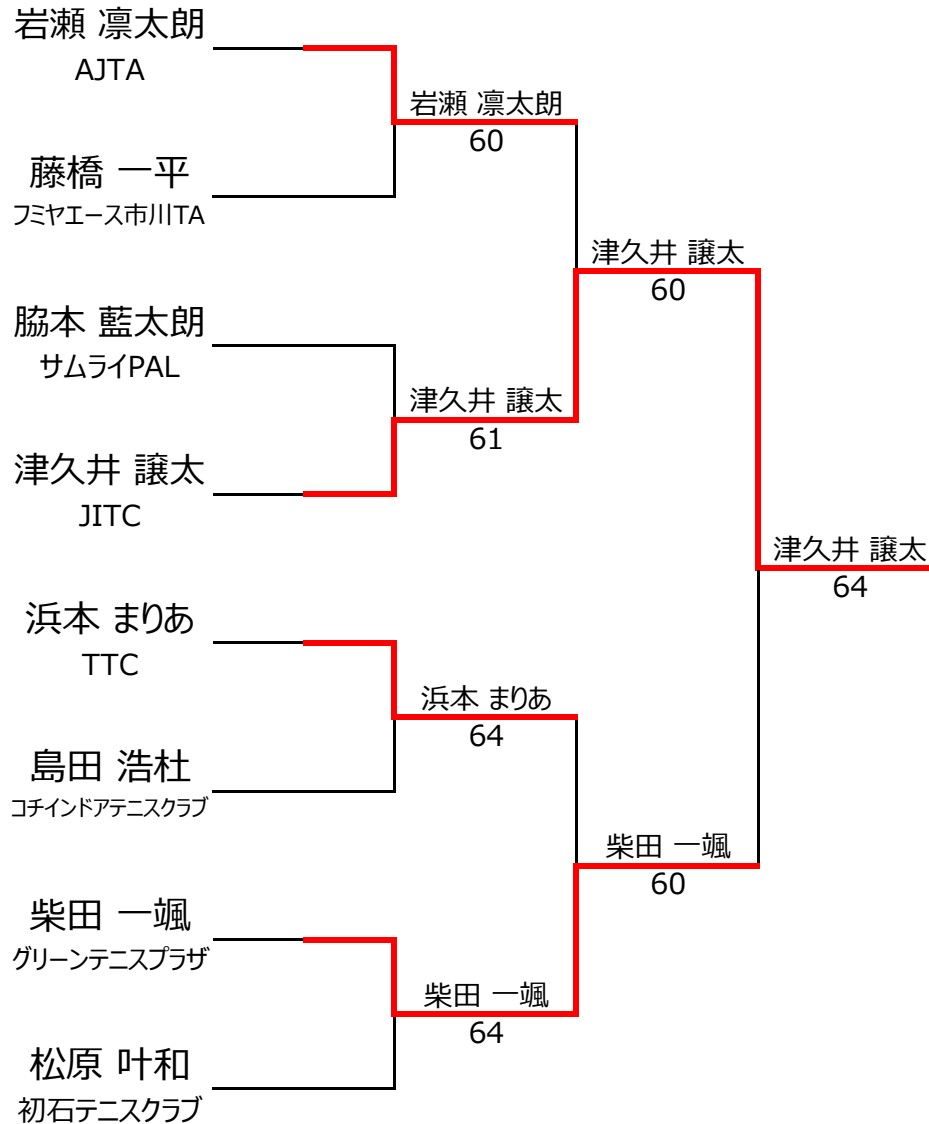 岩瀬 凛太朗
AJTA
岩瀬 凛太朗
60
藤橋 一平
フミヤエース市川TA
津久井 譲太
60
脇本 藍太朗
サムライPAL
津久井 譲太
61
津久井 譲太
JITC
津久井 譲太
64
浜本 まりあ
TTC
浜本 まりあ
64
島田 浩杜
コチインドアテニスクラブ
柴田 一颯
60
柴田 一颯
グリーンテニスプラザ
柴田 一颯
64
松原 叶和
初石テニスクラブ